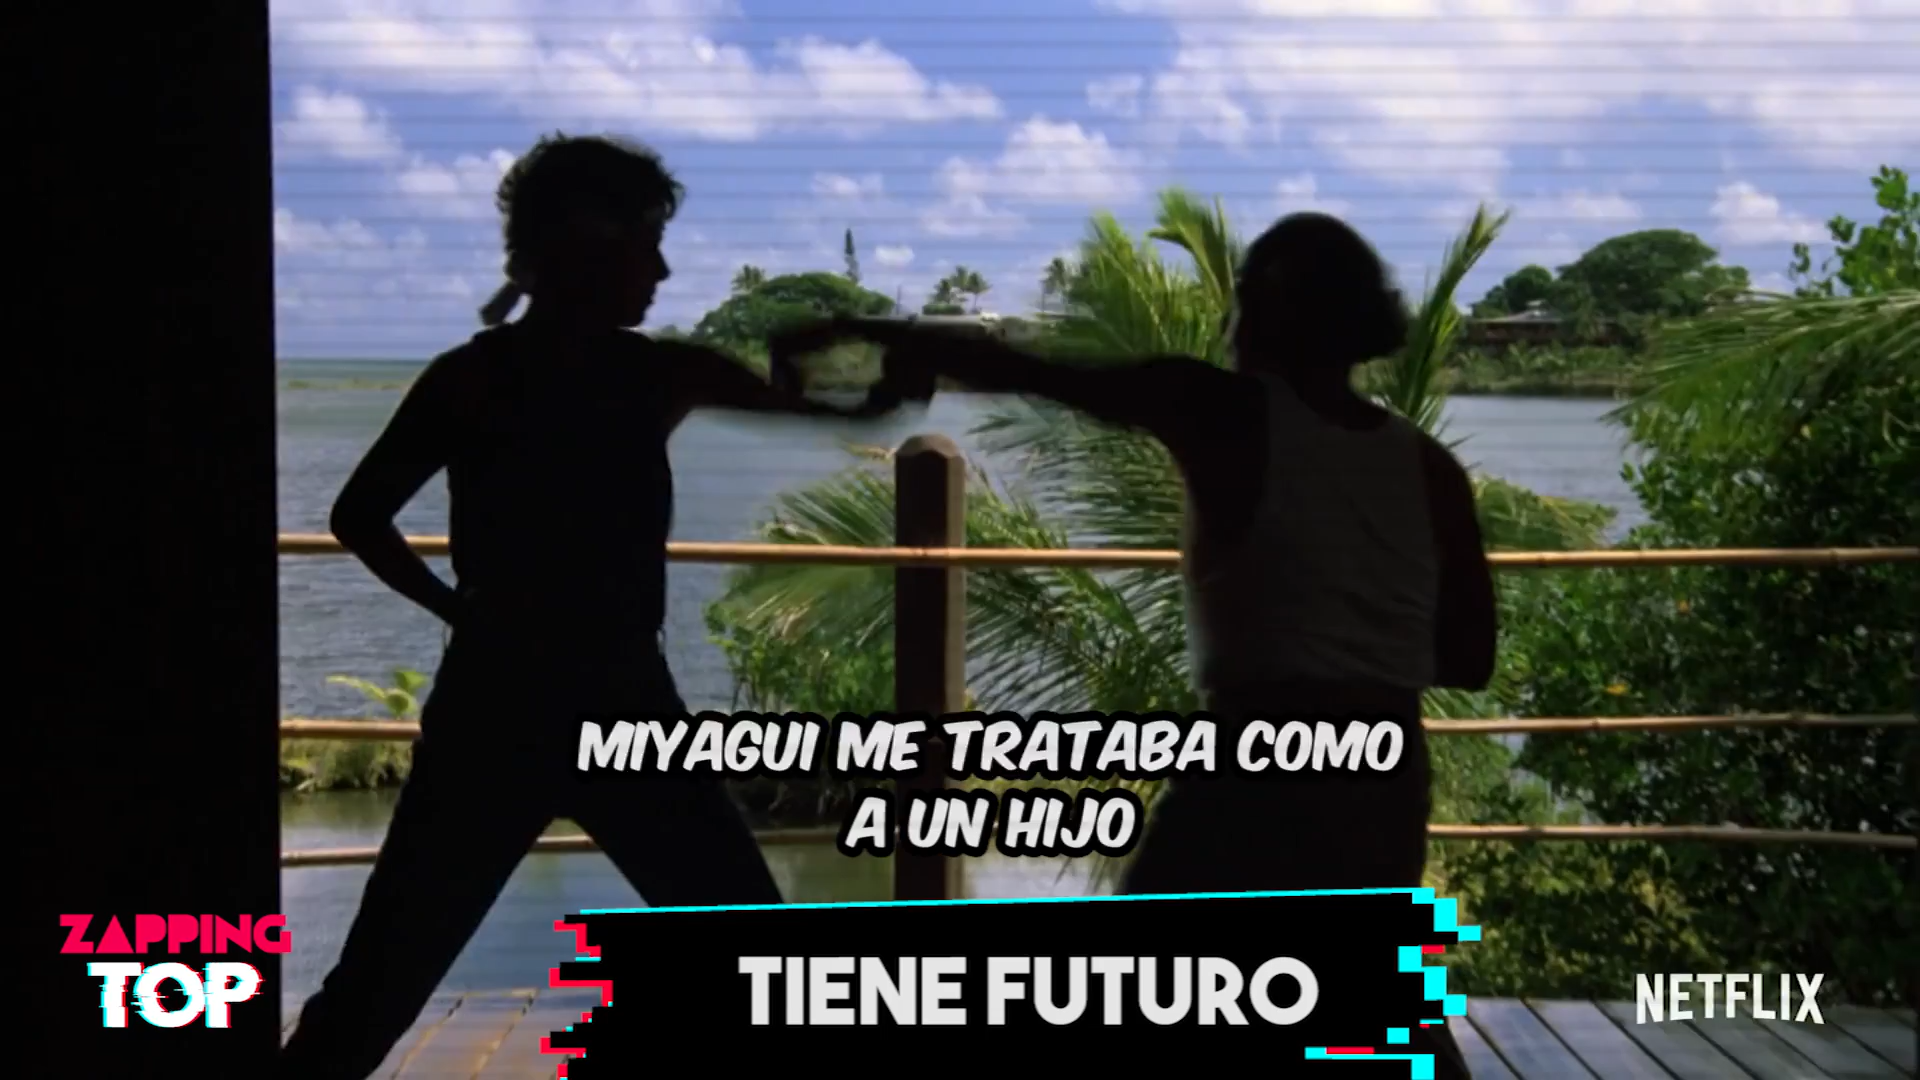 MIYAGUI ME TRATABA COMO
A UN HIJO
ZAPPING
TOP
TIENE FUTURO
NETFLIX